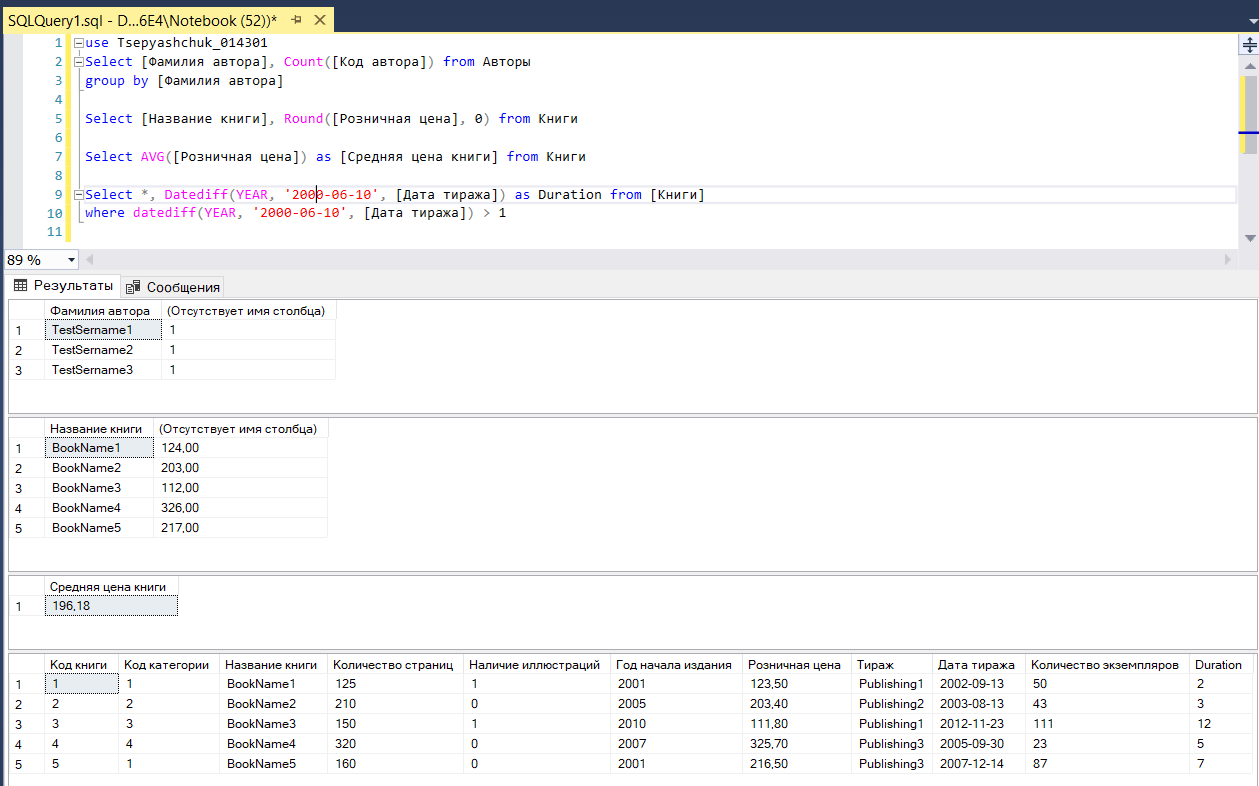 SQLQuery1.sql - D...6E4\Notebook (52))*
1 use Tsepyashchuk_014301
2 Select [Фамилия автора], Count([Код автора]) from Авторы
3 group by [Фамилия автора]
4
5 Select [Название книги], Round([Розничная цена], 0) from Книги
6
7 Select AVG([Розничная цена]) as [Средняя цена книги] from Книги
8
9 Select *, Datediff(YEAR, '2000-06-10', [Дата тиража]) as Duration from [Книги]
10 where datediff(YEAR, '2000-06-10', [Дата тиража]) > 1
11
89 %
Результаты Сообщения
Фамилия автора (Отсутствует имя столбца)
1 TestSername1 1
2 TestSername2 1
3 TestSername3 1
Название книги (Отсутствует имя столбца)
1 BookName1 124,00
2 BookName2 203,00
3 BookName3 112,00
4 BookName4 326,00
5 BookName5 217,00
Средняя цена книги
1 196,18
Код книги Код категории Название книги Количество страниц Наличие иллюстраций Год начала издания Розничная цена Тираж Дата тиража Количество экземпляров Duration
1 1 1 BookName1 125 1 2001 123,50 Publishing1 2002-09-13 50 2
2 2 2 BookName2 210 0 2005 203,40 Publishing2 2003-08-13 43 3
3 3 3 BookName3 150 1 2010 111,80 Publishing1 2012-11-23 111 12
4 4 4 BookName4 320 0 2007 325,70 Publishing3 2005-09-30 23 5
5 5 1 BookName5 160 0 2001 216,50 Publishing3 2007-12-14 87 7